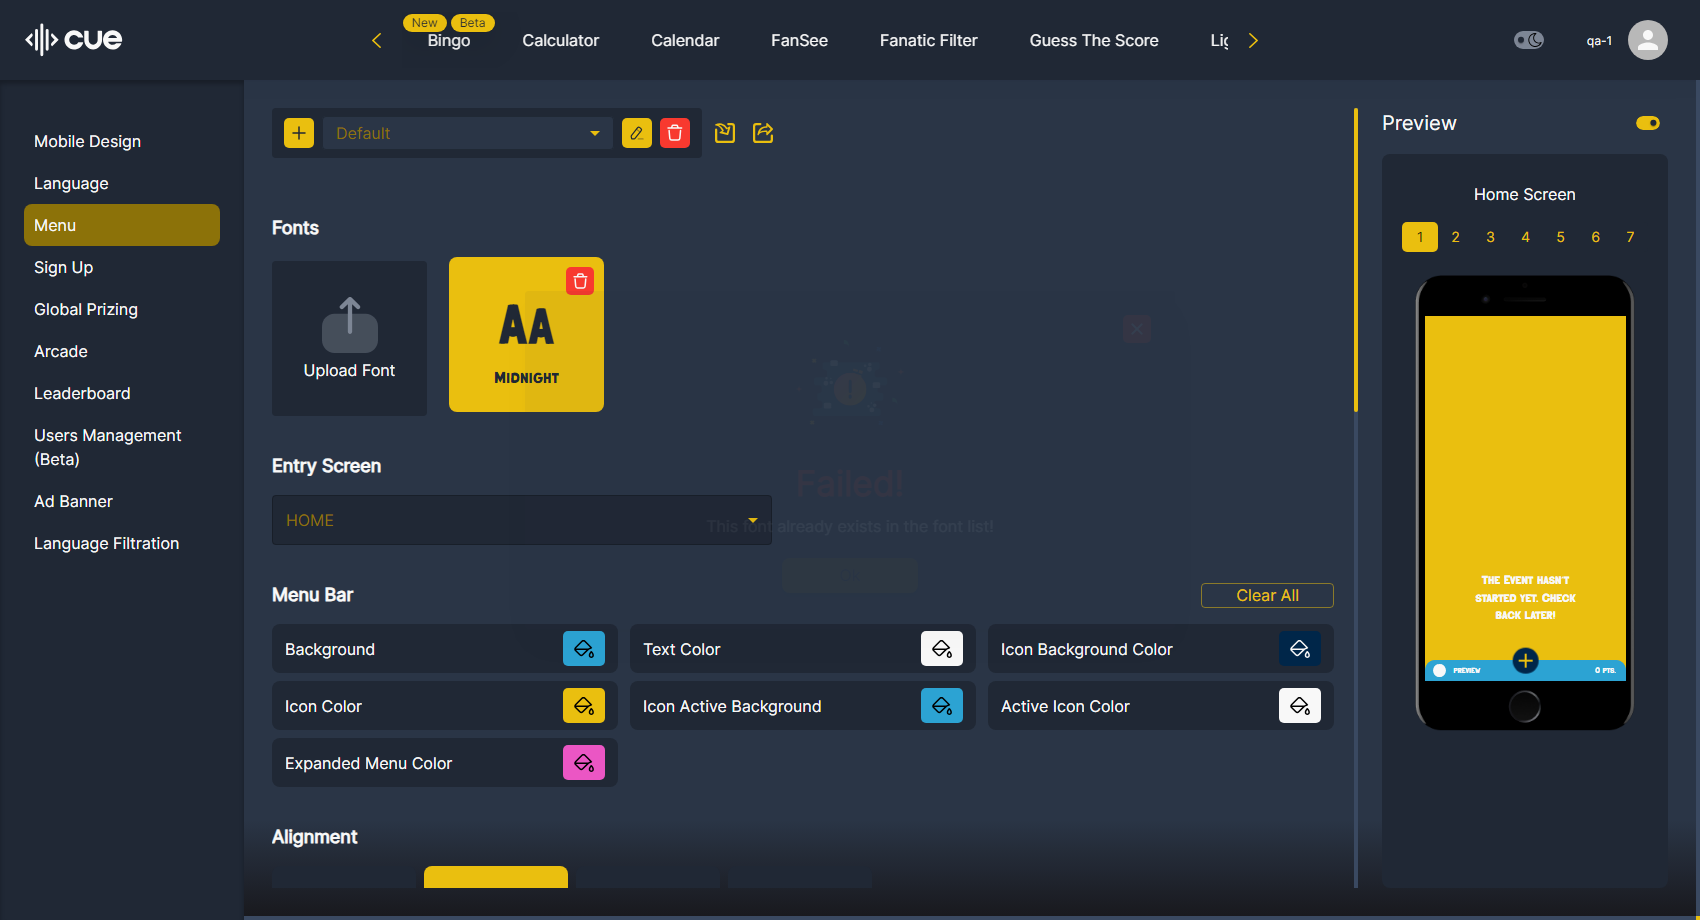 cue
New
Beta
Bingo
Calculator
Calendar
FanSee
Fanatic Filter
Guess The Score
Lig
qa-1
Mobile Design
Language
Menu
Sign Up
Global Prizing
Arcade
Leaderboard
Users Management
(Beta)
Ad Banner
Language Filtration
Default
Fonts
Upload Font
AA
MIDNIGHT
Failed!
This font already exists in the font list!
Entry Screen
HOME
Menu Bar
Clear All
Background
Text Color
Icon Background Color
Icon Color
Icon Active Background
Active Icon Color
Expanded Menu Color
Alignment
Preview
Home Screen
1 2 3 4 5 6 7
THE EVENT HASN'T
STARTED YET. CHECK
BACK LATER!
PREVIEW
0 PTS.